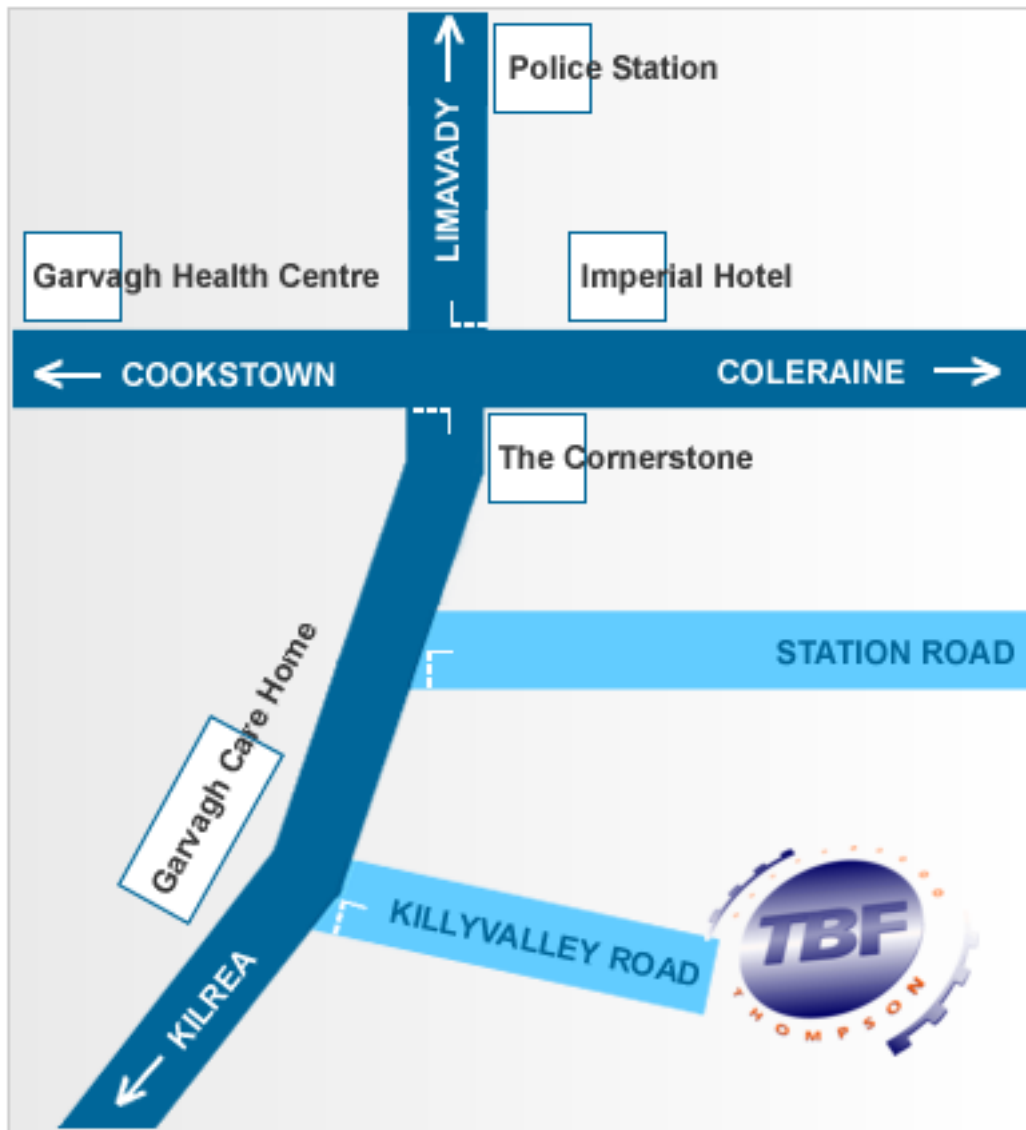 Police Station
LIMAVADY
Garvagh Health Centre
Imperial Hotel
COOKSTOWN
COLERAINE
The Cornerstone
STATION ROAD
Garvagh Care Home
KILLYVALLEY ROAD
TBF
THOMPSON
KILREA